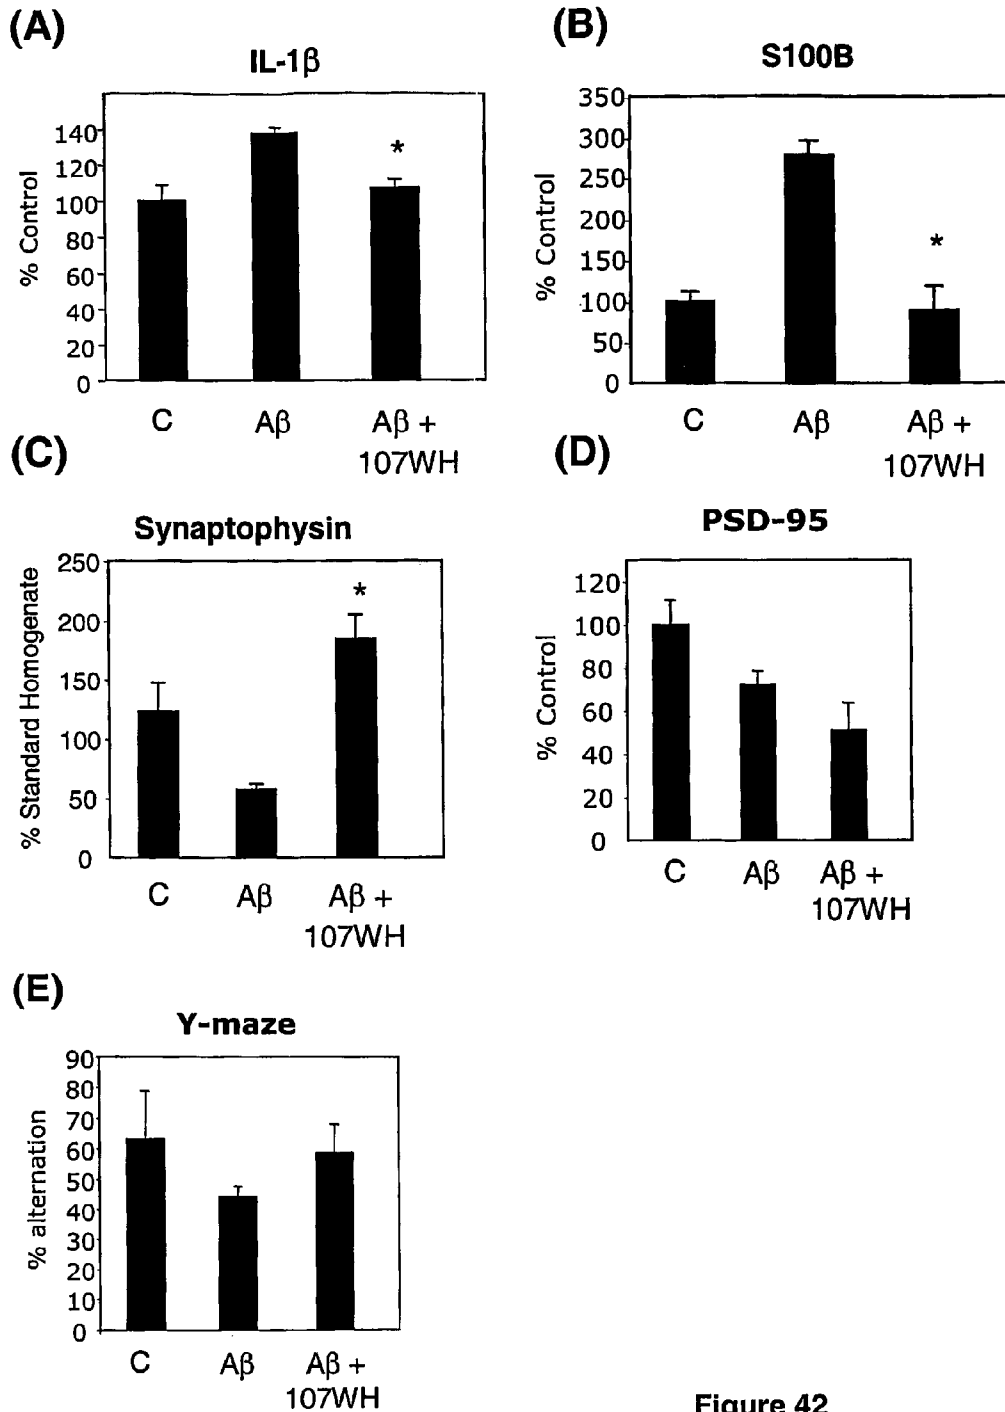 (A)
IL-1β
% Control
140
120
100
80
60
40
20
0
*
C
Aβ
Aβ +
107WH
(B)
S100B
% Control
350
300
250
200
150
100
50
0
*
C
Aβ
Aβ +
107WH
(C)
Synaptophysin
% Standard Homogenate
250
200
150
100
50
0
*
C
Aβ
Aβ +
107WH
(D)
PSD-95
% Control
120
100
80
60
40
20
0
C
Aβ
Aβ +
107WH
(E)
Y-maze
% alternation
90
80
70
60
50
40
30
20
10
0
C
Aβ
Aβ +
107WH
Figure 42